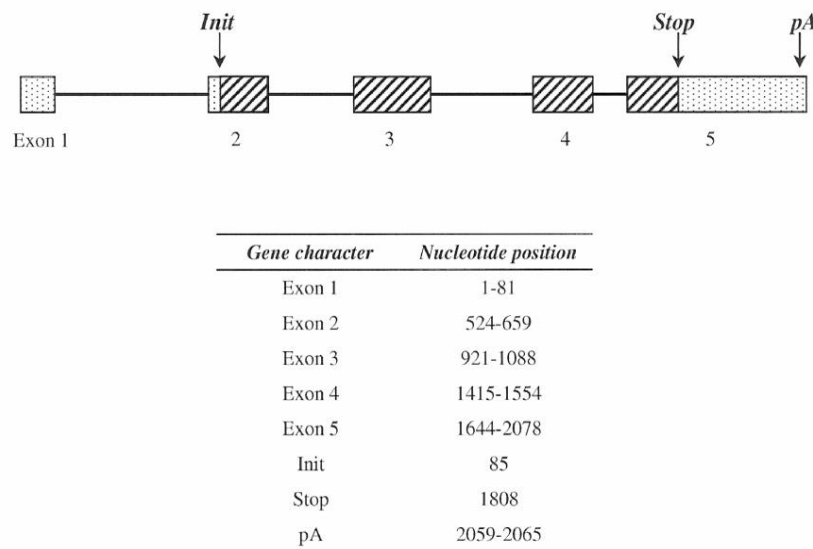 Init Stop pA
Exon 1 2 3 4 5
Gene character Nucleotide position
Exon 1 1-81
Exon 2 524-659
Exon 3 921-1088
Exon 4 1415-1554
Exon 5 1644-2078
Init 85
Stop 1808
pA 2059-2065